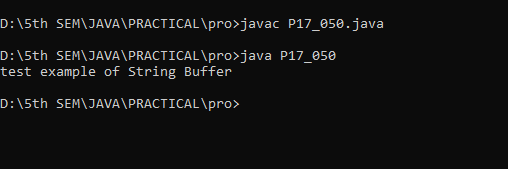 D:\5th SEM\JAVA\PRACTICAL\pro>javac P17_050.java
D:\5th SEM\JAVA\PRACTICAL\pro>java P17_050
test example of String Buffer
D:\5th SEM\JAVA\PRACTICAL\pro>